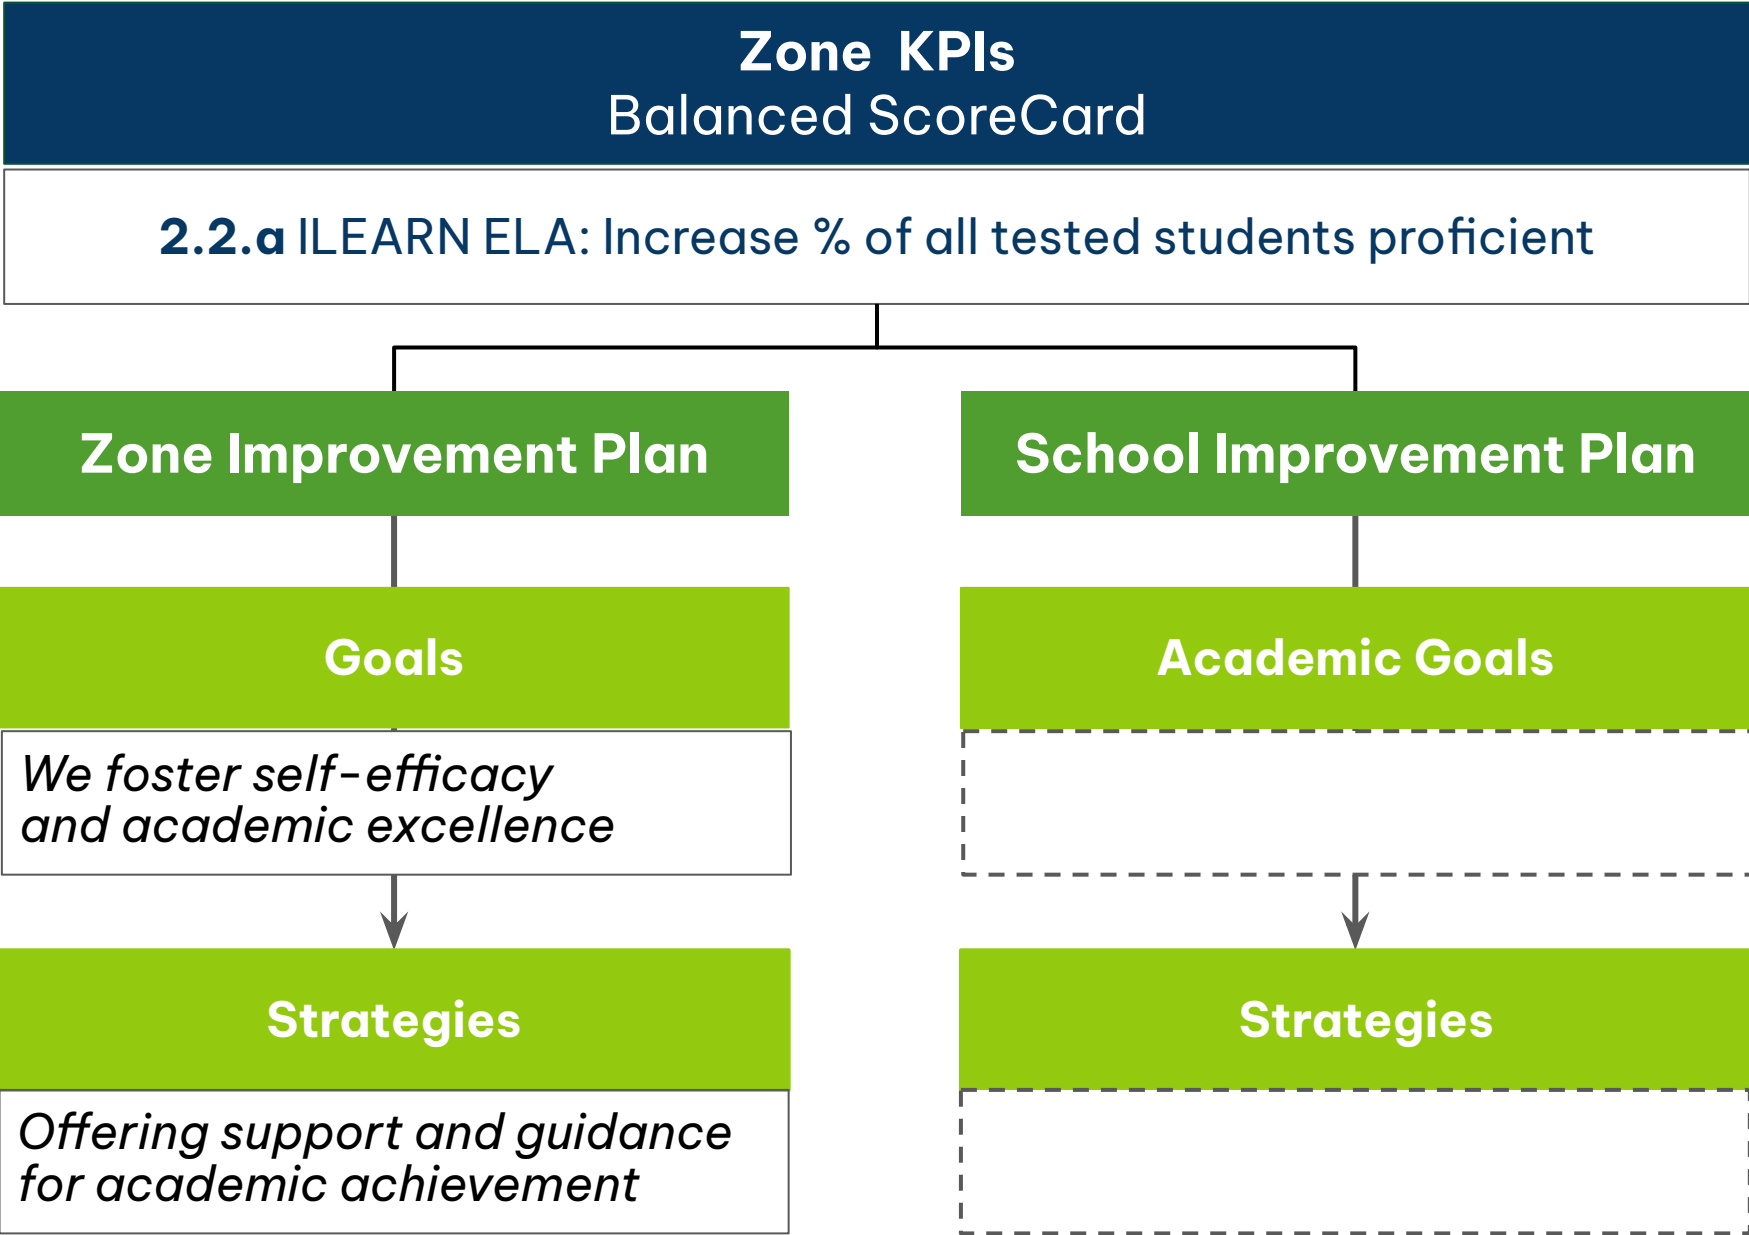 Zone KPIs
Balanced ScoreCard
2.2.a ILEARN ELA: Increase % of all tested students proficient
Zone Improvement Plan
School Improvement Plan
Goals
Academic Goals
We foster self-efficacy
and academic excellence
Strategies
Strategies
Offering support and guidance
for academic achievement